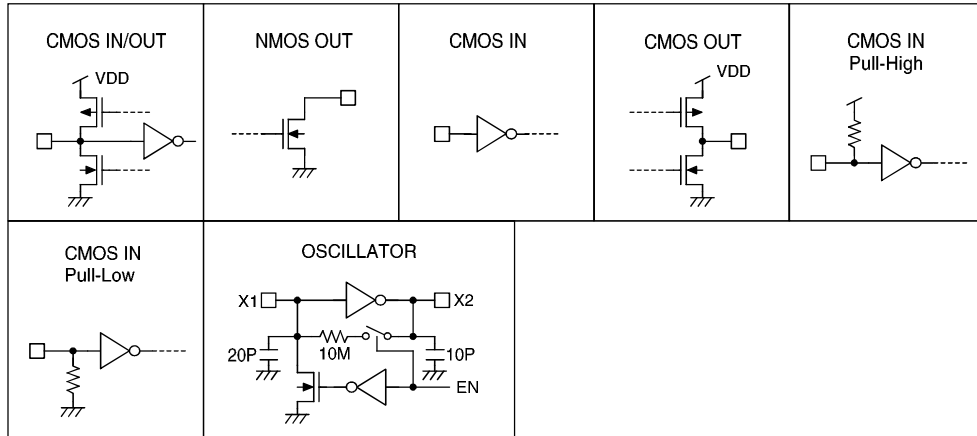 CMOS IN/OUT
VDD
NMOS OUT
CMOS IN
CMOS OUT
VDD
CMOS IN
Pull-High
CMOS IN
Pull-Low
OSCILLATOR
X1
X2
20P
10M
10P
EN